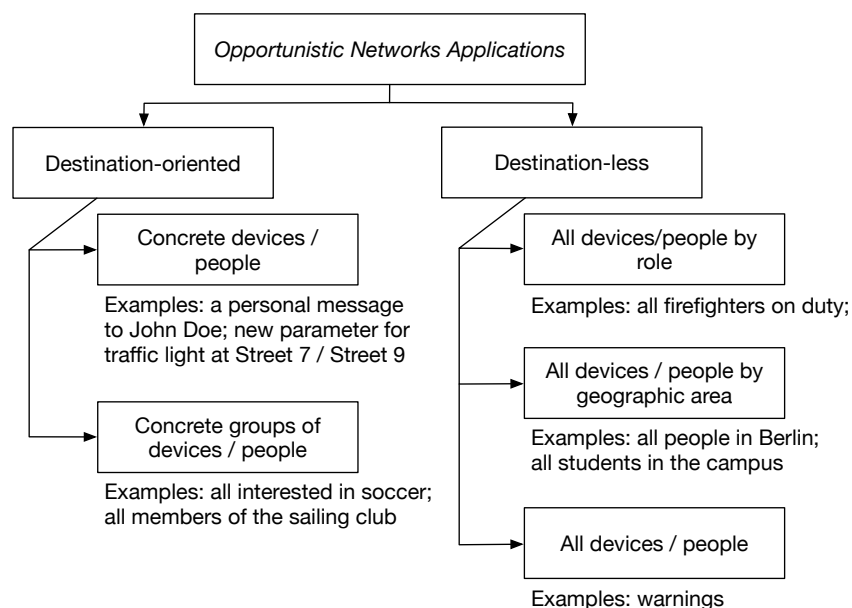 Opportunistic Networks Applications
Destination-oriented
Destination-less
Concrete devices /
people
Examples: a personal message
to John Doe; new parameter for
traffic light at Street 7 / Street 9
Concrete groups of
devices / people
Examples: all interested in soccer;
all members of the sailing club
All devices/people by
role
Examples: all firefighters on duty;
All devices / people by
geographic area
Examples: all people in Berlin;
all students in the campus
All devices / people
Examples: warnings